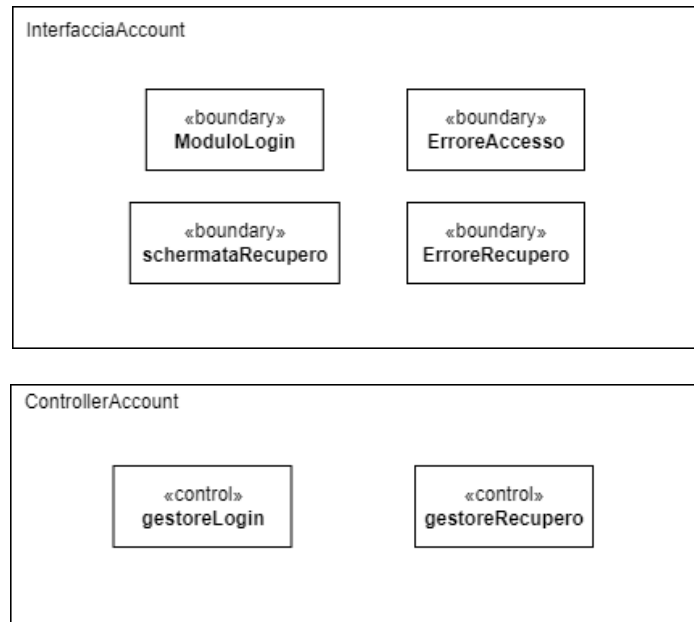 InterfacciaAccount
«boundary»
ModuloLogin
«boundary»
ErroreAccesso
«boundary»
schermataRecupero
«boundary»
ErroreRecupero
ControllerAccount
«control»
gestoreLogin
«control»
gestoreRecupero